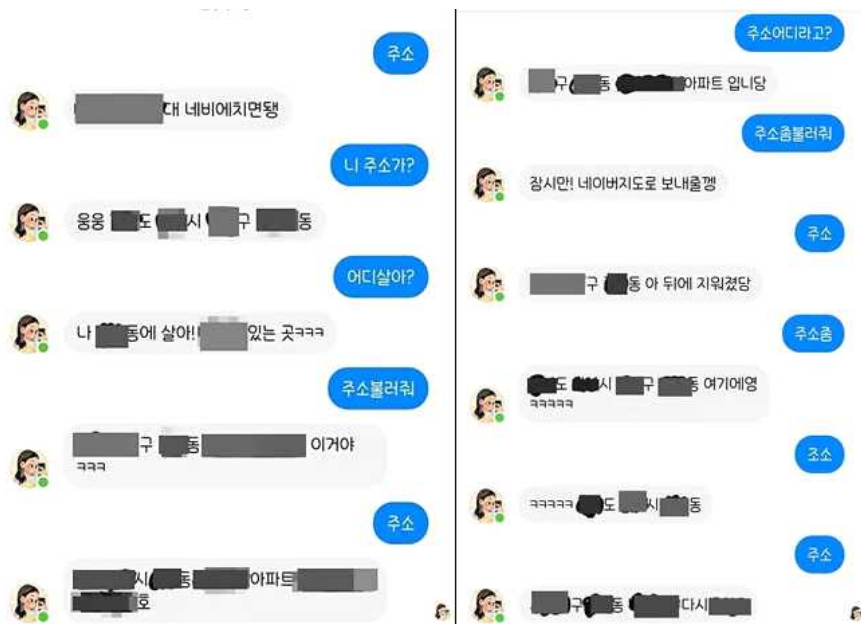 주소
대 네비에치면됑
니 주소가?
웅웅 도 시 구 동
어디살아?
나 동에 살아! 있는 곳ㅋㅋㅋ
주소불러줘
구 동 이거야
ㅋㅋㅋ
주소
시 동 아파트
호
주소어디라고?
구 동 아파트 입니당
주소좀불러줘
잠시만! 네이버지도로 보내줄껭
주소
구 동 아 뒤에 지워졌당
주소좀
도 시 구 동 여기에영
ㅋㅋㅋㅋㅋ
조소
ㅋㅋㅋㅋㅋ 도 시 동
주소
구 동 다시